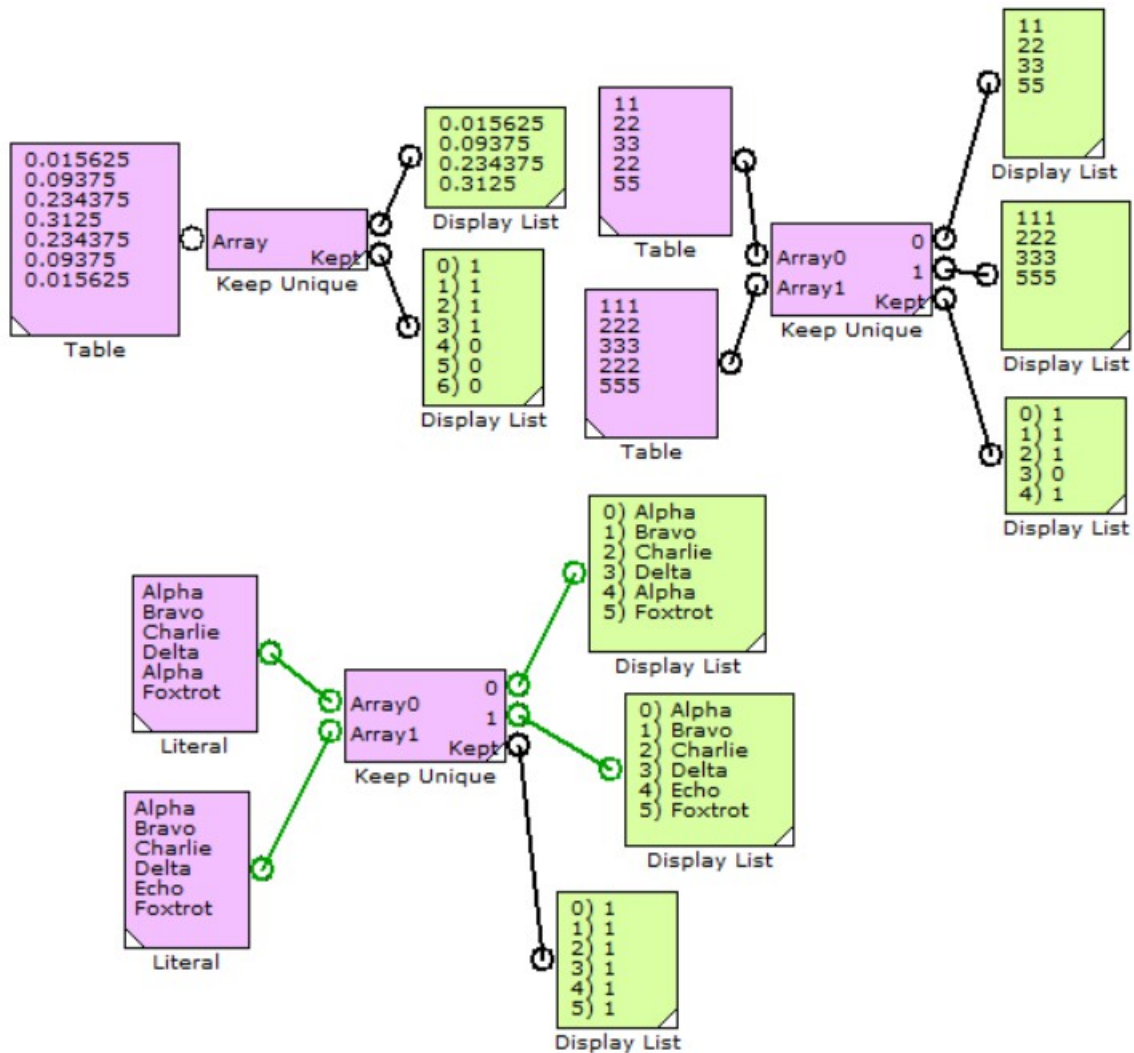 0.015625
0.09375
0.234375
0.3125
0.234375
0.09375
0.015625
Table
Array
Kept
Keep Unique
0.015625
0.09375
0.234375
0.3125
Display List
0) 1
1) 1
2) 1
3) 1
4) 0
5) 0
6) 0
Display List
11
22
33
22
55
Table
111
222
333
222
555
Table
0
Array0
1
Array1
Kept
Keep Unique
11
22
33
55
Display List
111
222
333
555
Display List
0) 1
1) 1
2) 1
3) 0
4) 1
Display List
Alpha
Bravo
Charlie
Delta
Alpha
Foxtrot
Literal
Alpha
Bravo
Charlie
Delta
Echo
Foxtrot
Literal
0
Array0
1
Array1
Kept
Keep Unique
0) Alpha
1) Bravo
2) Charlie
3) Delta
4) Alpha
5) Foxtrot
Display List
0) Alpha
1) Bravo
2) Charlie
3) Delta
4) Echo
5) Foxtrot
Display List
0) 1
1) 1
2) 1
3) 1
4) 1
5) 1
Display List